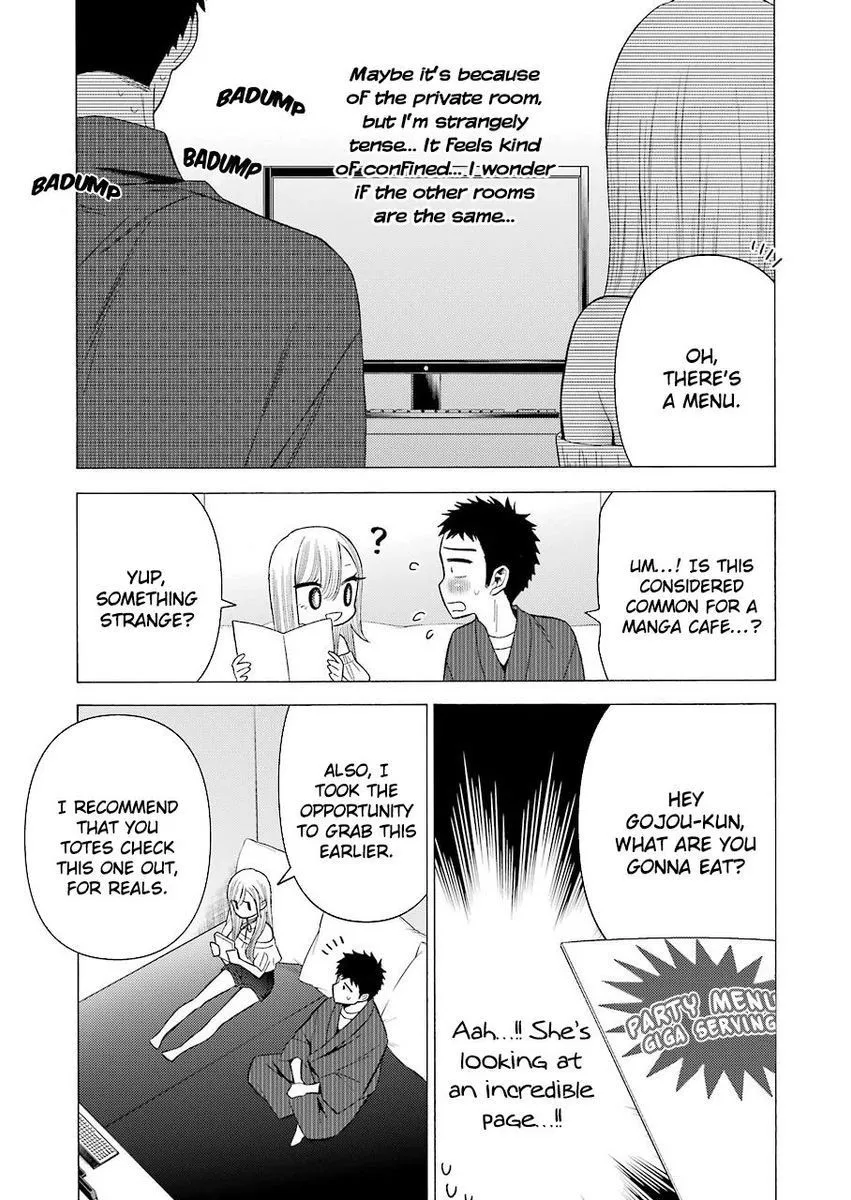 OH,
THERE'S
A MENU.
Maybe it's because
of the private room,
but I'm strangely
tense... It feels kind
of confined... I wonder
if the other rooms
are the same...
BADUMP
BADUMP
BADUMP
UM...! IS THIS
CONSIDERED
COMMON FOR A
MANGA CAFE...?
?
YUP,
SOMETHING
STRANGE?
HEY
GOJOU-KUN,
WHAT ARE YOU
GONNA EAT?
PARTY MENU
GIGA SERVING
Aah...!! She's
looking at
an incredible
page...!!
ALSO, I
TOOK THE
OPPORTUNITY
TO GRAB THIS
EARLIER.
I RECOMMEND
THAT YOU
TOTES CHECK
THIS ONE OUT,
FOR REALS.